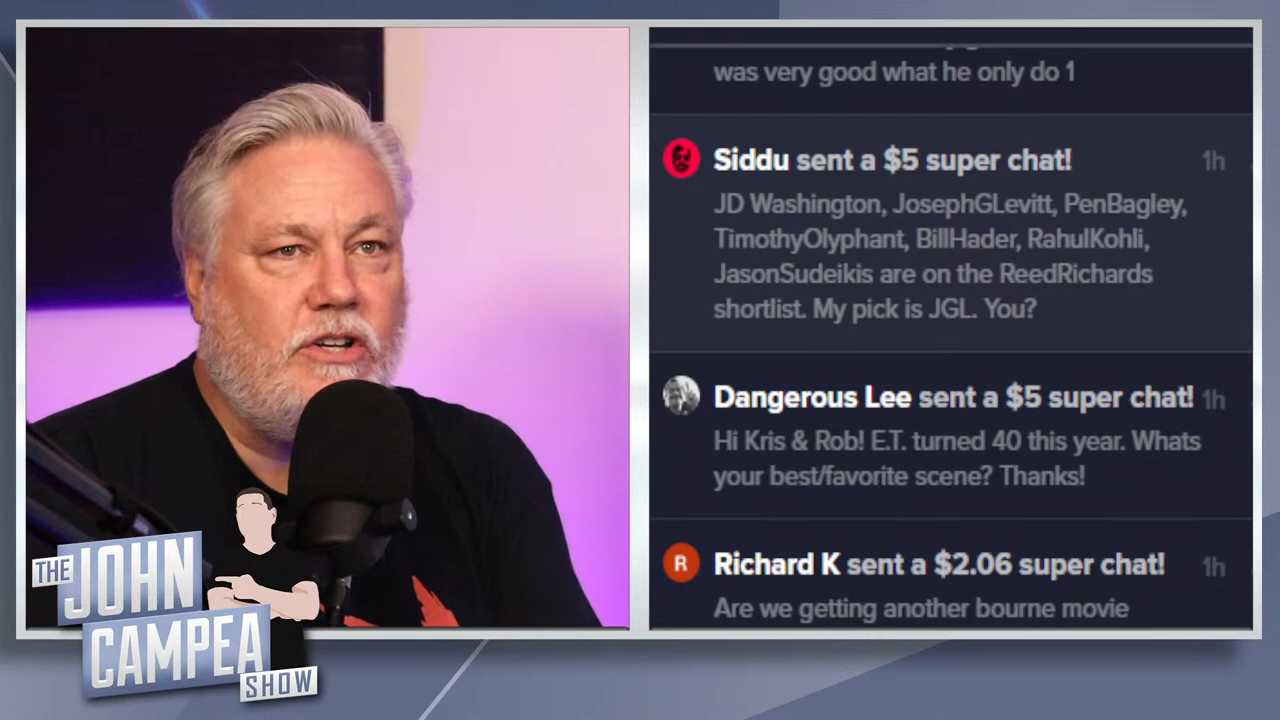 was very good what he only do 1
Siddu sent a $5 super chat!
1h
JD Washington, JosephGLevitt, PenBagley,
TimothyOlyphant, BillHader, RahulKohli,
JasonSudeikis are on the ReedRichards
shortlist. My pick is JGL. You?
Dangerous Lee sent a $5 super chat!
1h
Hi Kris & Rob! E.T. turned 40 this year. Whats
your best/favorite scene? Thanks!
R
Richard K sent a $2.06 super chat!
1h
Are we getting another bourne movie
THE
JOHN
CAMPEA
SHOW